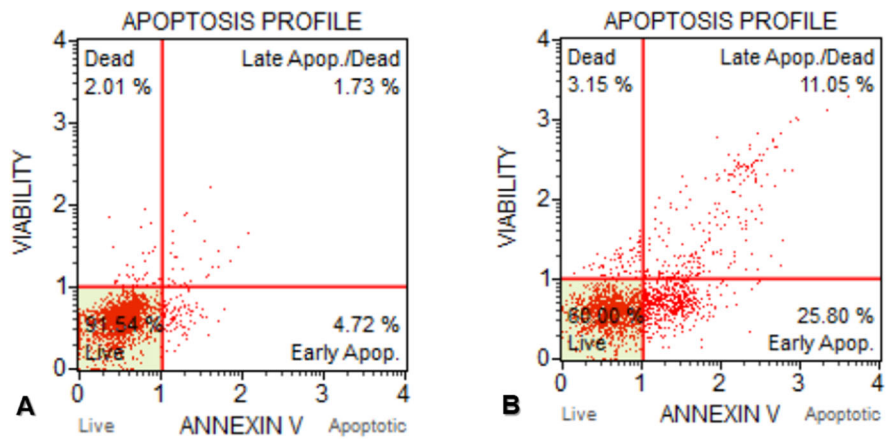 APOPTOSIS PROFILE
4
Dead
2.01 %
Late Apop./Dead
1.73 %
3
VIABILITY
2
1
91.54 %
Live
4.72 %
Early Apop.
0
0 1 2 3 4
A
Live
ANNEXIN V
Apoptotic
APOPTOSIS PROFILE
4
Dead
3.15 %
Late Apop./Dead
11.05 %
3
VIABILITY
2
1
60.00 %
Live
25.80 %
Early Apop.
0
0 1 2 3 4
B
Live
ANNEXIN V
Apoptotic